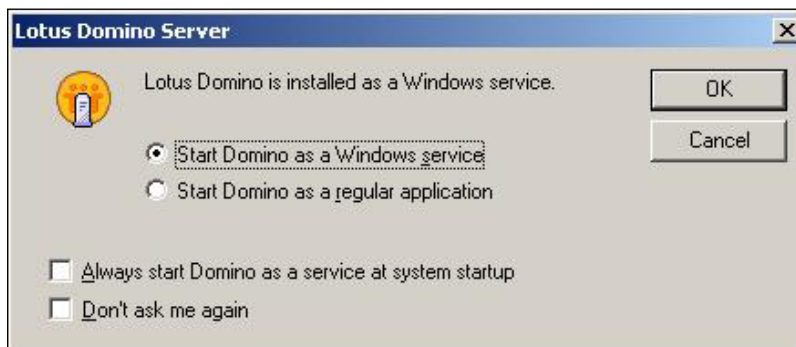 Lotus Domino Server
Lotus Domino is installed as a Windows service.
OK
Cancel
Start Domino as a Windows service
Start Domino as a regular application
Always start Domino as a service at system startup
Don't ask me again